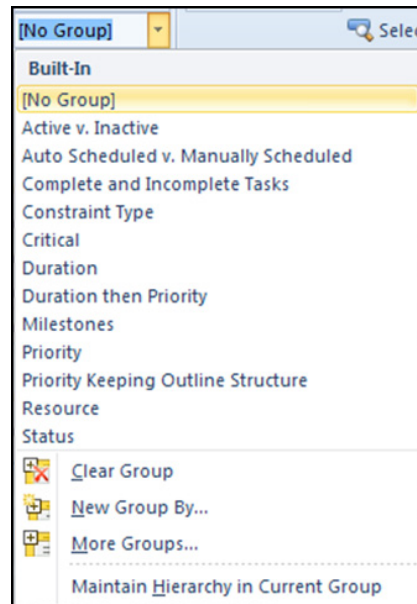 [No Group]
Built-In
[No Group]
Active v. Inactive
Auto Scheduled v. Manually Scheduled
Complete and Incomplete Tasks
Constraint Type
Critical
Duration
Duration then Priority
Milestones
Priority
Priority Keeping Outline Structure
Resource
Status
Clear Group
New Group By...
More Groups...
Maintain Hierarchy in Current Group